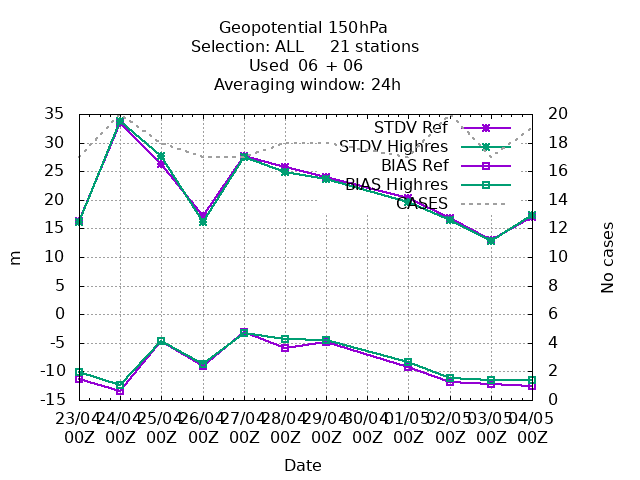 Geopotential 150hPa
Selection: ALL     21 stations
Used  06 + 06
Averaging window: 24h
35 20
30 18
25 16
20 14
15 12
10 10
5 8
0 6
-5 4
-10 2
-15 0
STDV Ref
STDV Highres
BIAS Ref
BIAS Highres
CASES
m
No cases
23/04 24/04 25/04 26/04 27/04 28/04 29/04 30/04 01/05 02/05 03/05 04/05
00Z 00Z 00Z 00Z 00Z 00Z 00Z 00Z 00Z 00Z 00Z 00Z
Date